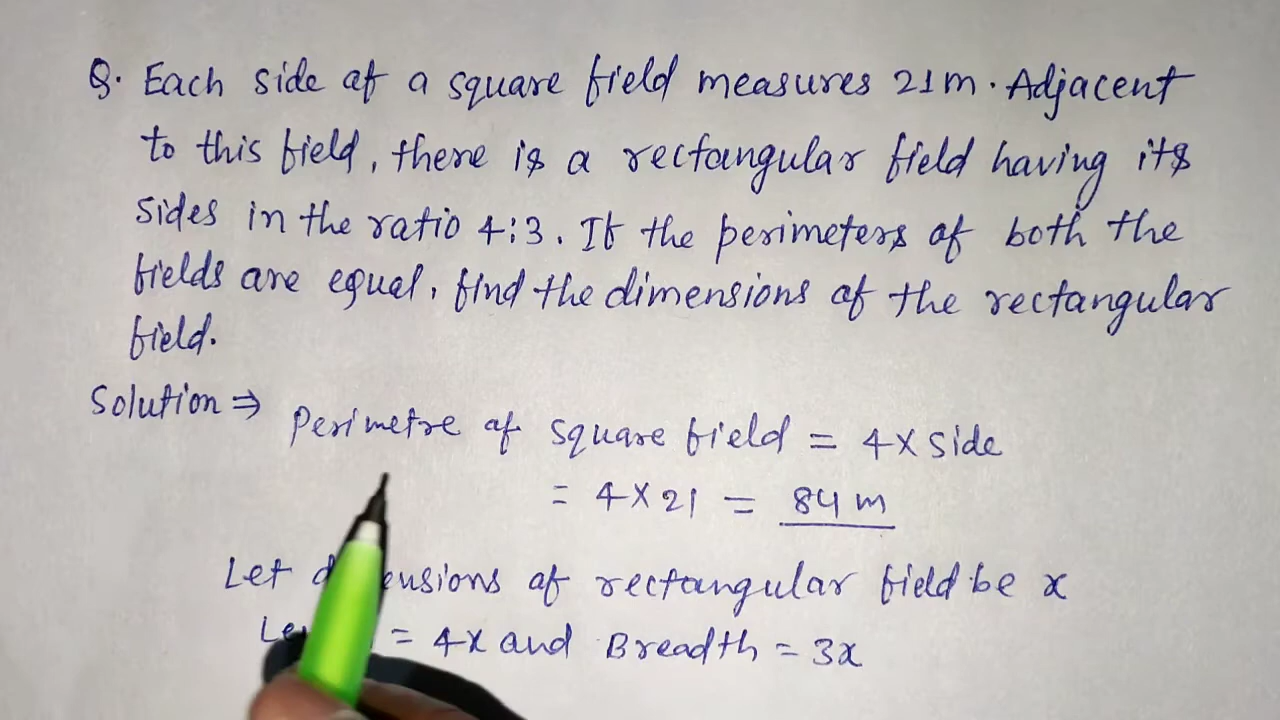 Q. Each side of a square field measures 21m. Adjacent
to this field, there is a rectangular field having its
sides in the ratio 4:3. If the perimeters of both the
fields are equal, find the dimensions of the rectangular
field.
Solution ⇒ Perimetre of square field = 4 × side
= 4 × 21 = 84 m
Let of rectangular field be x
= 4x and Breadth = 3x